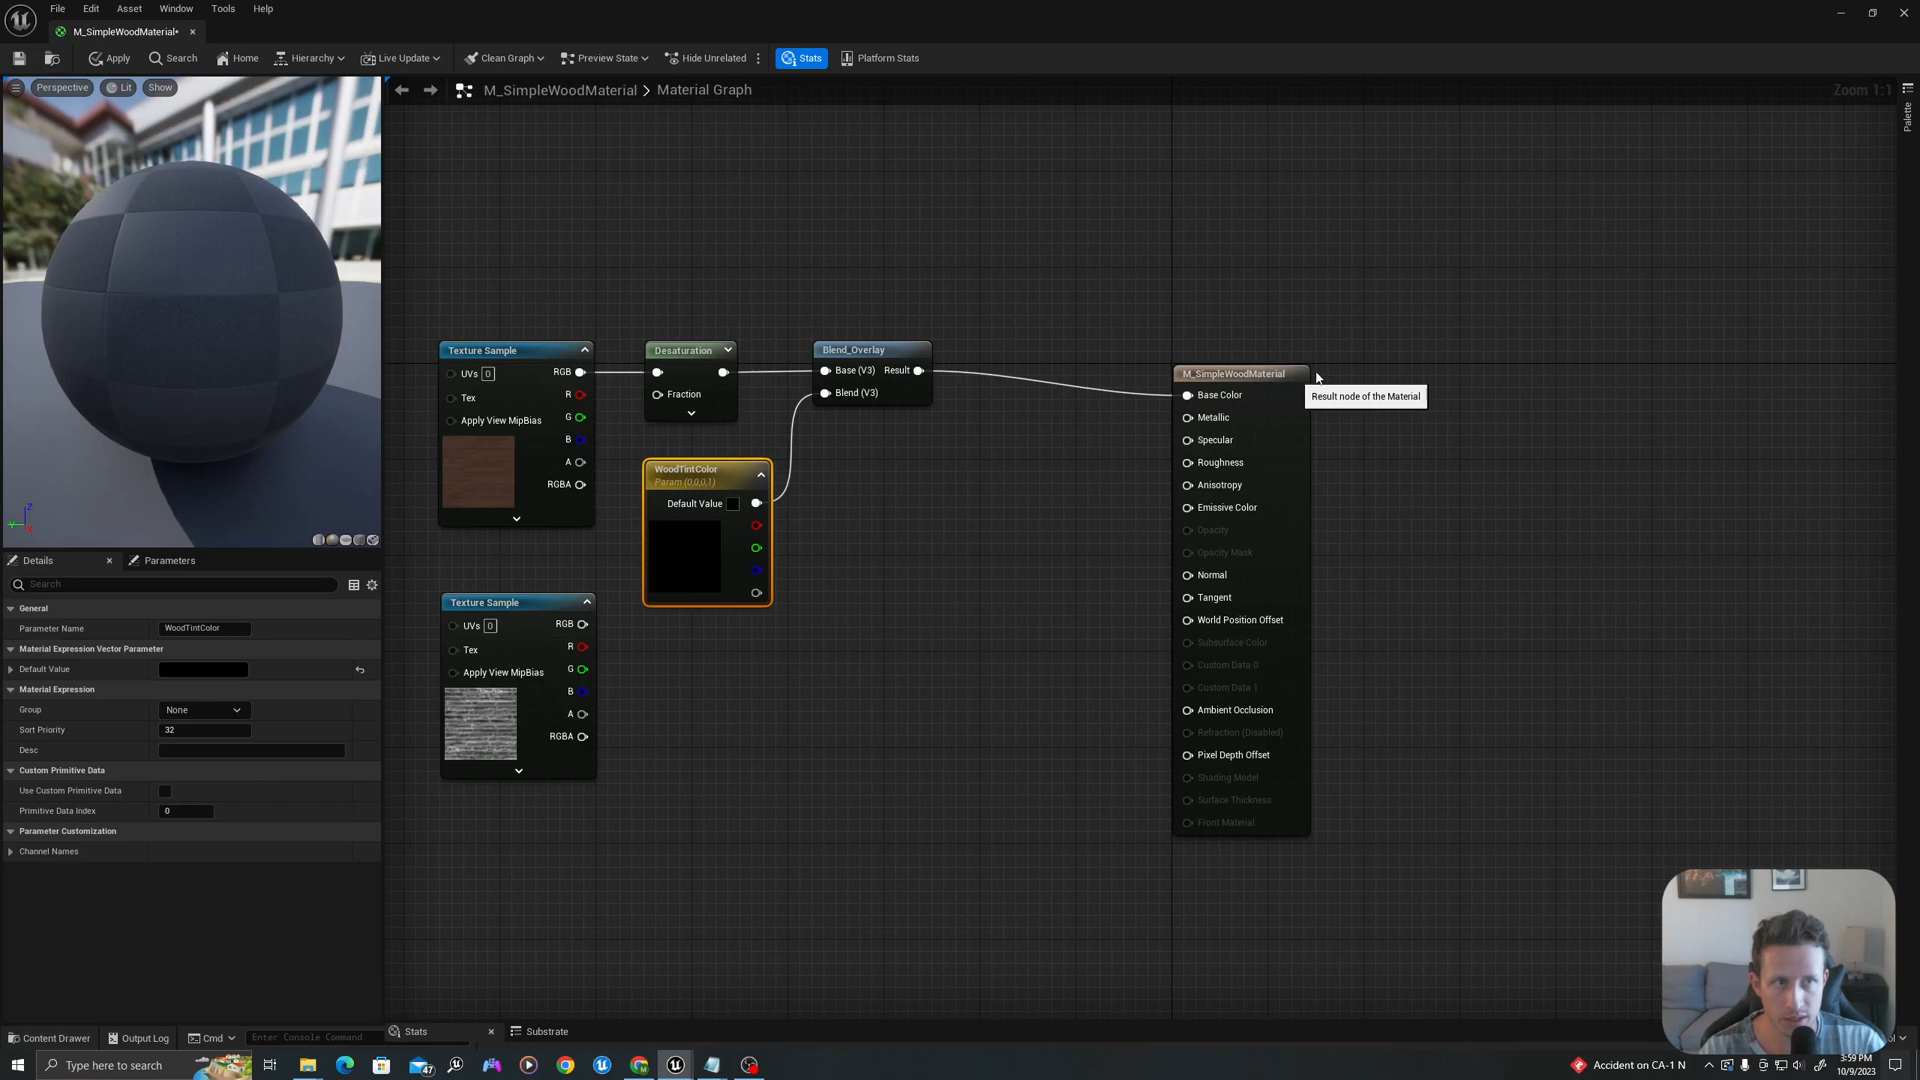 File Edit Asset Window Tools Help
M_SimpleWoodMaterial*
Apply Search Home Hierarchy Live Update Clean Graph Preview State Hide Unrelated Stats Platform Stats
Perspective Lit Show
M_SimpleWoodMaterial > Material Graph
Zoom 1:1
Palette
Texture Sample
UVs 0 RGB
Tex R
Apply View MipBias G
B
A
RGBA
Desaturation
Fraction
Blend_Overlay
Base (V3) Result
Blend (V3)
WoodTintColor
Param (0,0,0,1)
Default Value
Texture Sample
UVs 0 RGB
Tex R
Apply View MipBias G
B
A
RGBA
M_SimpleWoodMaterial
Base Color
Metallic
Specular
Roughness
Anisotropy
Emissive Color
Opacity
Opacity Mask
Normal
Tangent
World Position Offset
Subsurface Color
Custom Data 0
Custom Data 1
Ambient Occlusion
Refraction (Disabled)
Pixel Depth Offset
Shading Model
Surface Thickness
Front Material
Result node of the Material
Z
Y
X
Details Parameters
Search
General
Parameter Name WoodTintColor
Material Expression Vector Parameter
Default Value
Material Expression
Group None
Sort Priority 32
Desc
Custom Primitive Data
Use Custom Primitive Data
Primitive Data Index 0
Parameter Customization
Channel Names
Content Drawer Output Log Cmd Enter Console Command
Stats Substrate
Type here to search
47
Accident on CA-1 N
3:59 PM
10/9/2023